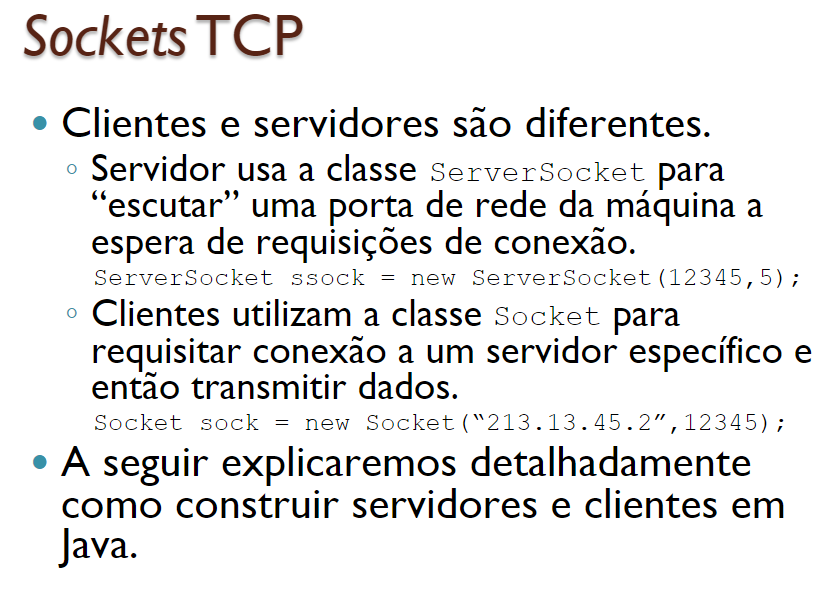 Sockets TCP
Clientes e servidores são diferentes.
Servidor usa a classe ServerSocket para
“escutar” uma porta de rede da máquina a
espera de requisições de conexão.
ServerSocket ssock = new ServerSocket(12345,5);
Clientes utilizam a classe Socket para
requisitar conexão a um servidor específico e
então transmitir dados.
Socket sock = new Socket(“213.13.45.2”,12345);
A seguir explicaremos detalhadamente
como construir servidores e clientes em
Java.